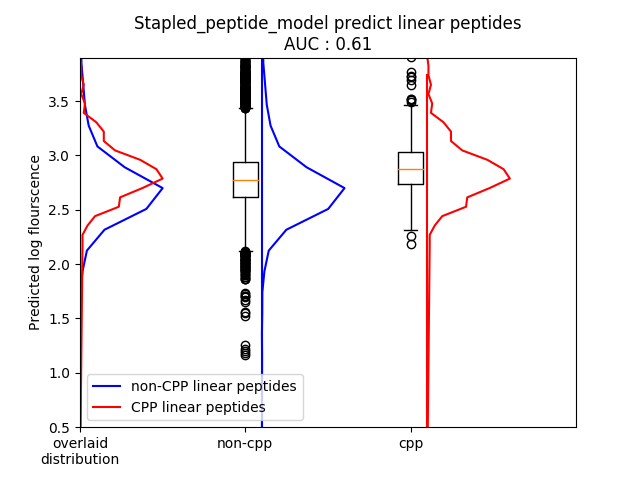 Stapled_peptide_model predict linear peptides
AUC : 0.61
Predicted log flourscence
3.5
3.0
2.5
2.0
1.5
1.0
0.5
non-CPP linear peptides
CPP linear peptides
overlaid
distribution
non-cpp
cpp